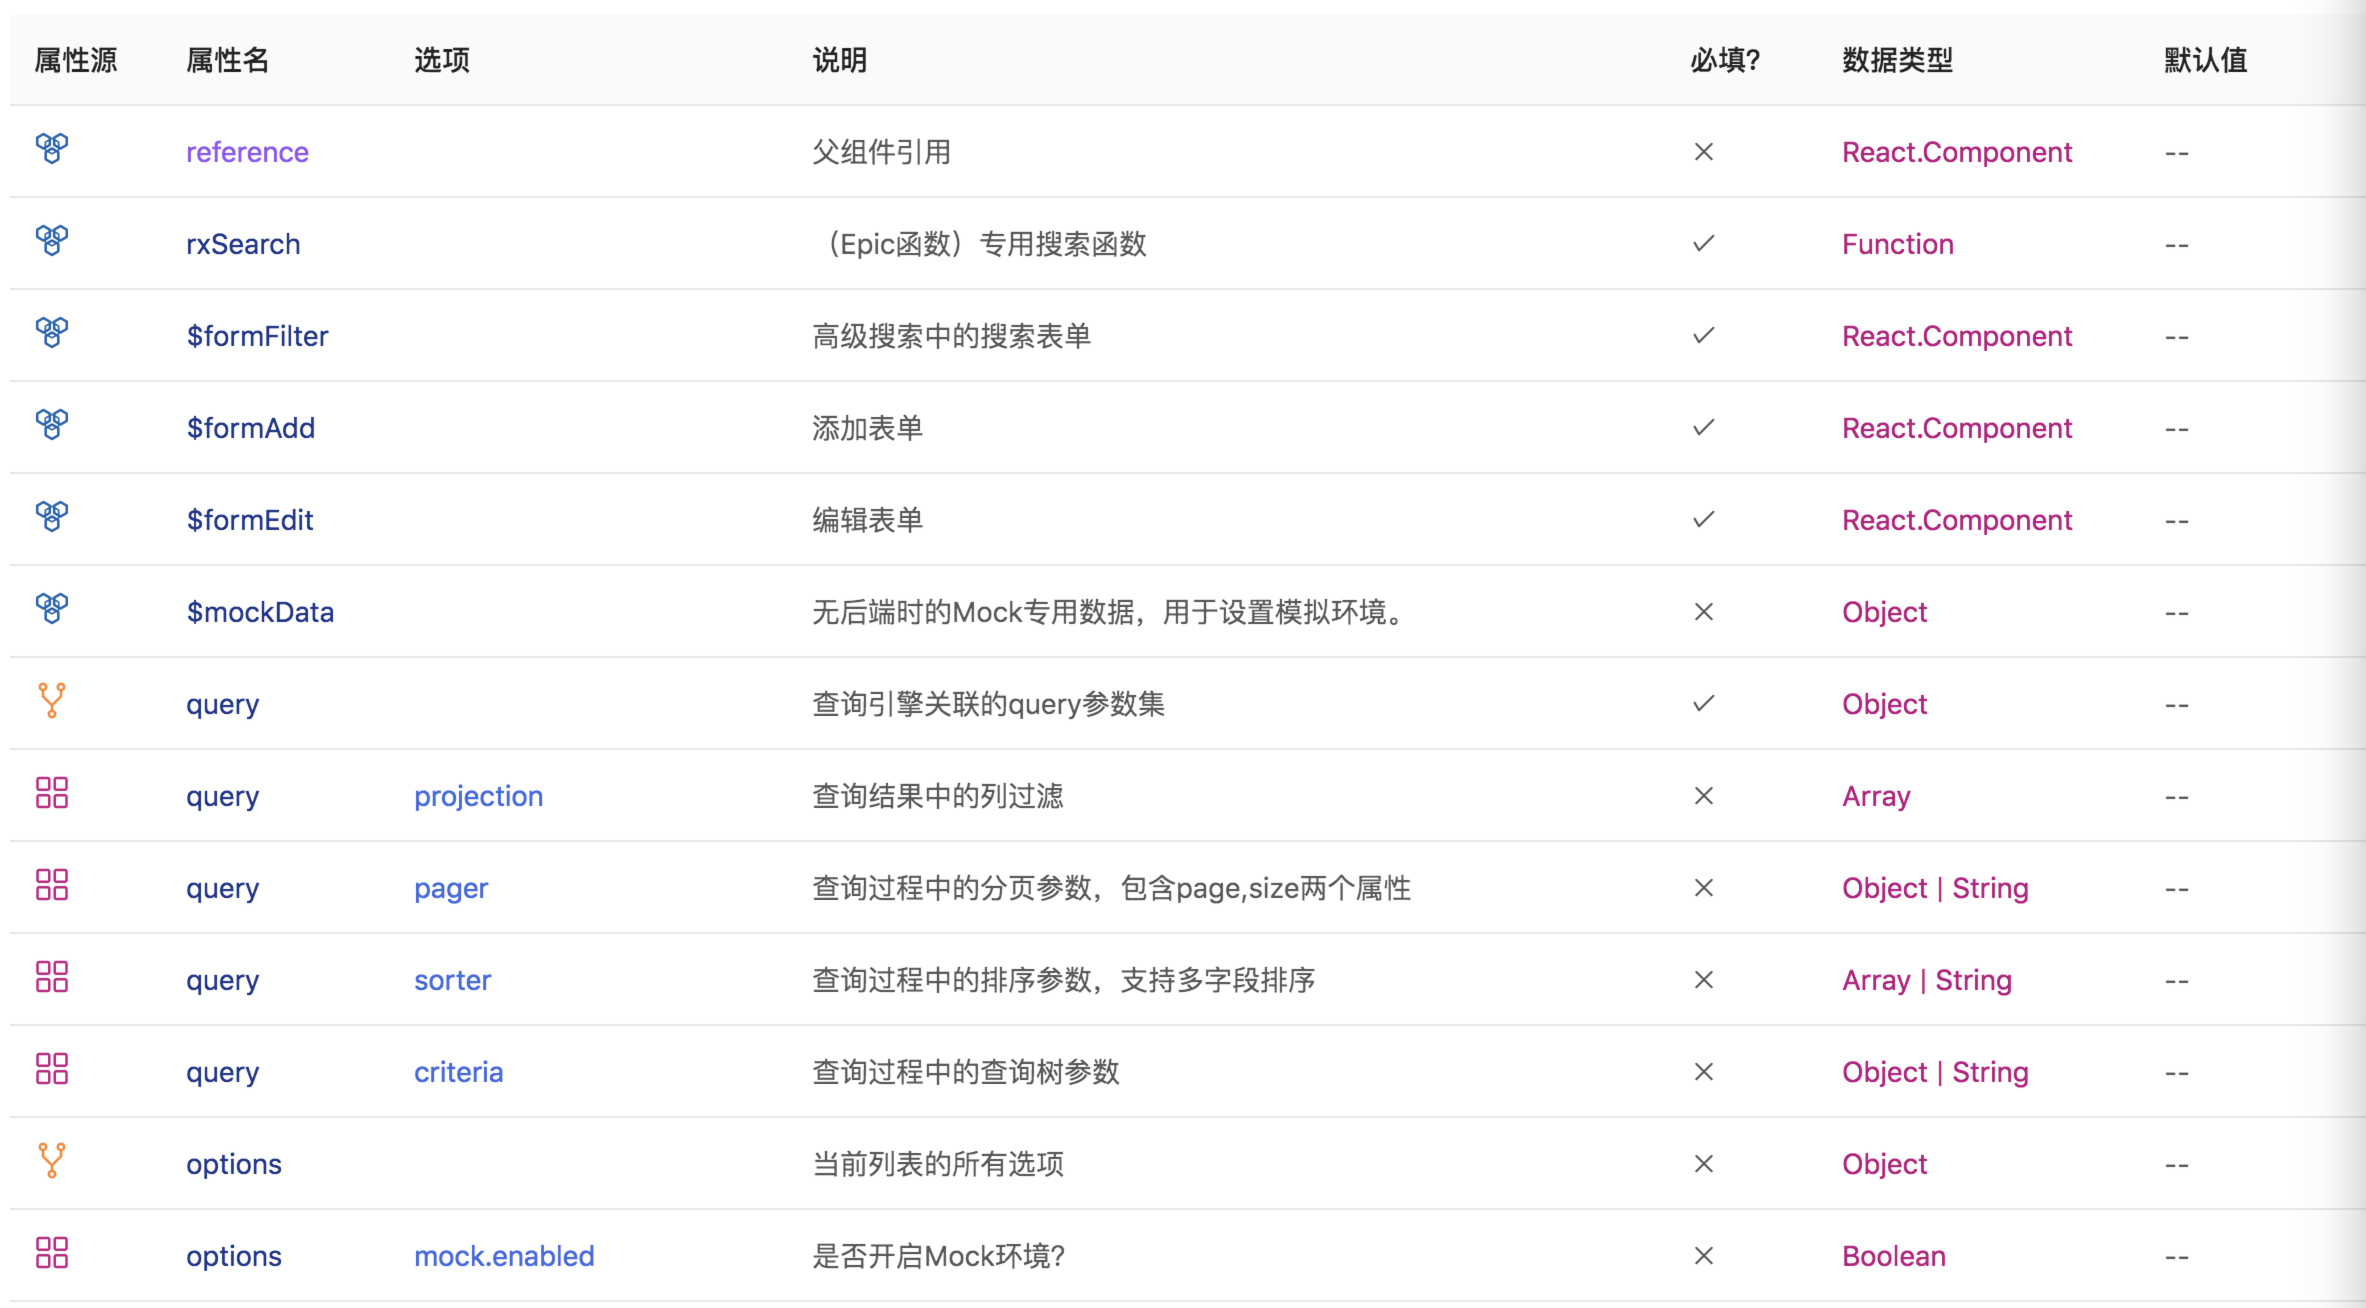 属性源 属性名 选项 说明 必填? 数据类型 默认值
reference 父组件引用 React.Component --
rxSearch （Epic函数）专用搜索函数 Function --
$formFilter 高级搜索中的搜索表单 React.Component --
$formAdd 添加表单 React.Component --
$formEdit 编辑表单 React.Component --
$mockData 无后端时的Mock专用数据，用于设置模拟环境。 Object --
query 查询引擎关联的query参数集 Object --
query projection 查询结果中的列过滤 Array --
query pager 查询过程中的分页参数，包含page,size两个属性 Object | String --
query sorter 查询过程中的排序参数，支持多字段排序 Array | String --
query criteria 查询过程中的查询树参数 Object | String --
options 当前列表的所有选项 Object --
options mock.enabled 是否开启Mock环境? Boolean --